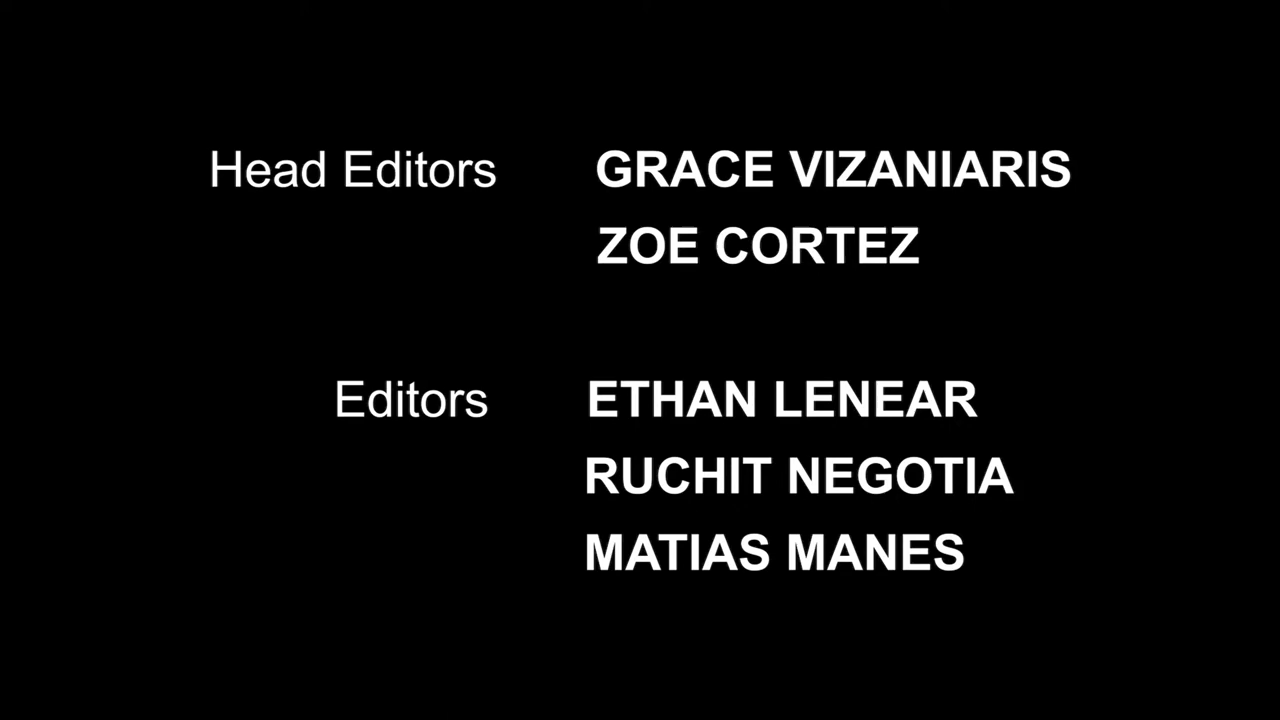 Head Editors GRACE VIZANIARIS
ZOE CORTEZ
Editors ETHAN LENEAR
RUCHIT NEGOTIA
MATIAS MANES